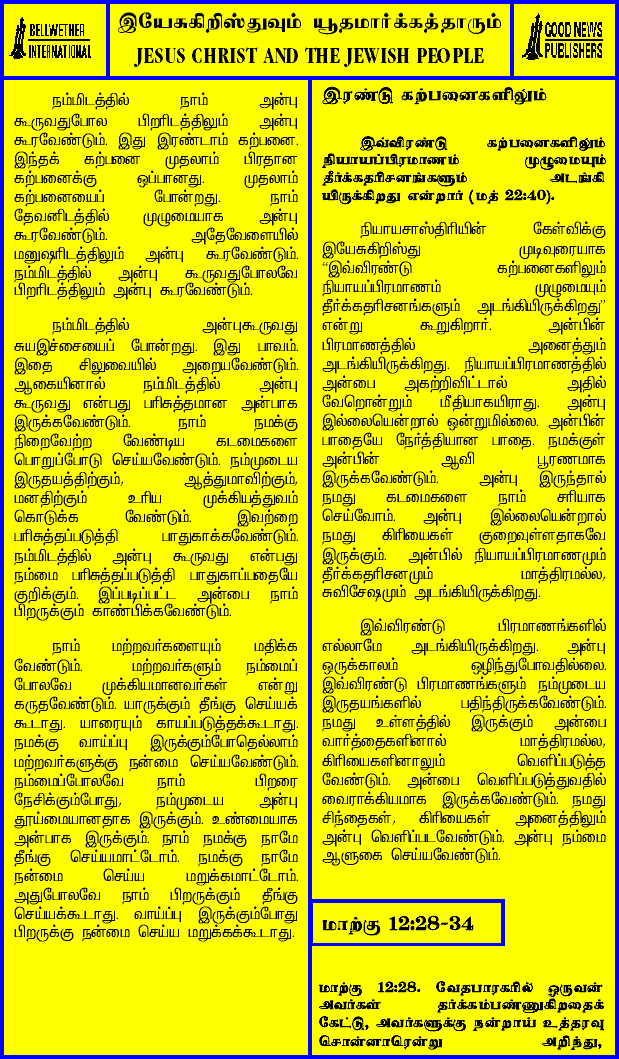 BELLWETHER
INTERNATIONAL
இயேசுகிறிஸ்துவும் யூதமார்க்கத்தாரும்
JESUS CHRIST AND THE JEWISH PEOPLE
GOOD NEWS
PUBLISHERS
நம்மிடத்தில் நாம் அன்பு
கூருவதுபோல பிறரிடத்திலும் அன்பு
கூரவேண்டும். இது இரண்டாம் கற்பனை.
இந்தக் கற்பனை முதலாம் பிரதான
கற்பனைக்கு ஒப்பானது. முதலாம்
கற்பனையைப் போன்றது. நாம்
தேவனிடத்தில் முழுமையாக அன்பு
கூரவேண்டும். அதேவேளையில்
மனுஷரிடத்திலும் அன்பு கூரவேண்டும்.
நம்மிடத்தில் அன்பு கூருவதுபோலவே
பிறரிடத்திலும் அன்பு கூரவேண்டும்.
நம்மிடத்தில் அன்புகூருவது
சுயஇச்சையைப் போன்றது. இது பாவம்.
இதை சிலுவையில் அறையவேண்டும்.
ஆகையினால் நம்மிடத்தில் அன்பு
கூருவது என்பது பரிசுத்தமான அன்பாக
இருக்கவேண்டும். நாம் நமக்கு
நிறைவேற்ற வேண்டிய கடமைகளை
பொறுப்போடு செய்யவேண்டும். நம்முடைய
இருதயத்திற்கும், ஆத்துமாவிற்கும்,
மனதிற்கும் உரிய முக்கியத்துவம்
கொடுக்க வேண்டும். இவற்றை
பரிசுத்தப்படுத்தி பாதுகாக்கவேண்டும்.
நம்மிடத்தில் அன்பு கூருவது என்பது
நம்மை பரிசுத்தப்படுத்தி பாதுகாப்பதையே
குறிக்கும். இப்படிப்பட்ட அன்பை நாம்
பிறருக்கும் காண்பிக்கவேண்டும்.
நாம் மற்றவர்களையும் மதிக்க
வேண்டும். மற்றவர்களும் நம்மைப்
போலவே முக்கியமானவர்கள் என்று
கருதவேண்டும். யாருக்கும் தீங்கு செய்யக்
கூடாது. யாரையும் காயப்படுத்தக்கூடாது.
நமக்கு வாய்ப்பு இருக்கும்போதெல்லாம்
மற்றவர்களுக்கு நன்மை செய்யவேண்டும்.
நம்மைப்போலவே நாம் பிறரை
நேசிக்கும்போது, நம்முடைய அன்பு
தூய்மையானதாக இருக்கும். உண்மையாக
அன்பாக இருக்கும். நாம் நமக்கு நாமே
தீங்கு செய்யமாட்டோம். நமக்கு நாமே
நன்மை செய்ய மறுக்கமாட்டோம்.
அதுபோலவே நாம் பிறருக்கும் தீங்கு
செய்யக்கூடாது. வாய்ப்பு இருக்கும்போது
பிறருக்கு நன்மை செய்ய மறுக்கக்கூடாது.
இரண்டு கற்பனைகளிலும்
இவ்விரண்டு கற்பனைகளிலும்
நியாயப்பிரமாணம் முழுமையும்
தீர்க்கதரிசனங்களும் அடங்கி
யிருக்கிறது என்றார் (மத் 22:40).
நியாயசாஸ்திரியின் கேள்விக்கு
இயேசுகிறிஸ்து முடிவுரையாக
“இவ்விரண்டு கற்பனைகளிலும்
நியாயப்பிரமாணம் முழுமையும்
தீர்க்கதரிசனங்களும் அடங்கியிருக்கிறது”
என்று கூறுகிறார். அன்பின்
பிரமாணத்தில் அனைத்தும்
அடங்கியிருக்கிறது. நியாயப்பிரமாணத்தில்
அன்பை அகற்றிவிட்டால் அதில்
வேறொன்றும் மீதியாகயிராது. அன்பு
இல்லையென்றால் ஒன்றுமில்லை. அன்பின்
பாதையே நேர்த்தியான பாதை. நமக்குள்
அன்பின் ஆவி பூரணமாக
இருக்கவேண்டும். அன்பு இருந்தால்
நமது கடமைகளை நாம் சரியாக
செய்வோம். அன்பு இல்லையென்றால்
நமது கிரியைகள் குறைவுள்ளதாகவே
இருக்கும். அன்பில் நியாயப்பிரமாணமும்
தீர்க்கதரிசனமும் மாத்திரமல்ல,
சுவிசேஷமும் அடங்கியிருக்கிறது.
இவ்விரண்டு பிரமாணங்களில்
எல்லாமே அடங்கியிருக்கிறது. அன்பு
ஒருக்காலம் ஒழிந்துபோவதில்லை.
இவ்விரண்டு பிரமாணங்களும் நம்முடைய
இருதயங்களில் பதிந்திருக்கவேண்டும்.
நமது உள்ளத்தில் இருக்கும் அன்பை
வார்த்தைகளினால் மாத்திரமல்ல,
கிரியைகளினாலும் வெளிப்படுத்த
வேண்டும். அன்பை வெளிப்படுத்துவதில்
வைராக்கியமாக இருக்கவேண்டும். நமது
சிந்தைகள், கிரியைகள் அனைத்திலும்
அன்பு வெளிப்படவேண்டும். அன்பு நம்மை
ஆளுகை செய்யவேண்டும்.
மாற்கு 12:28-34
மாற்கு 12:28. வேதபாரகரில் ஒருவன்
அவர்கள் தர்க்கம்பண்ணுகிறதைக்
கேட்டு, அவர்களுக்கு நன்றாய் உத்தரவு
சொன்னாரென்று அறிந்து,